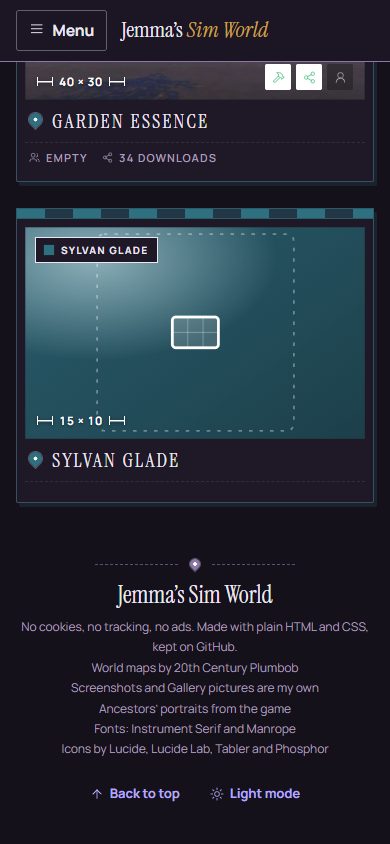 Menu
Jemma's Sim World
40 × 30
GARDEN ESSENCE
EMPTY
34 DOWNLOADS
SYLVAN GLADE
15 × 10
SYLVAN GLADE
Jemma's Sim World
No cookies, no tracking, no ads. Made with plain HTML and CSS,
kept on GitHub.
World maps by 20th Century Plumbob
Screenshots and Gallery pictures are my own
Ancestors' portraits from the game
Fonts: Instrument Serif and Manrope
Icons by Lucide, Lucide Lab, Tabler and Phosphor
Back to top
Light mode